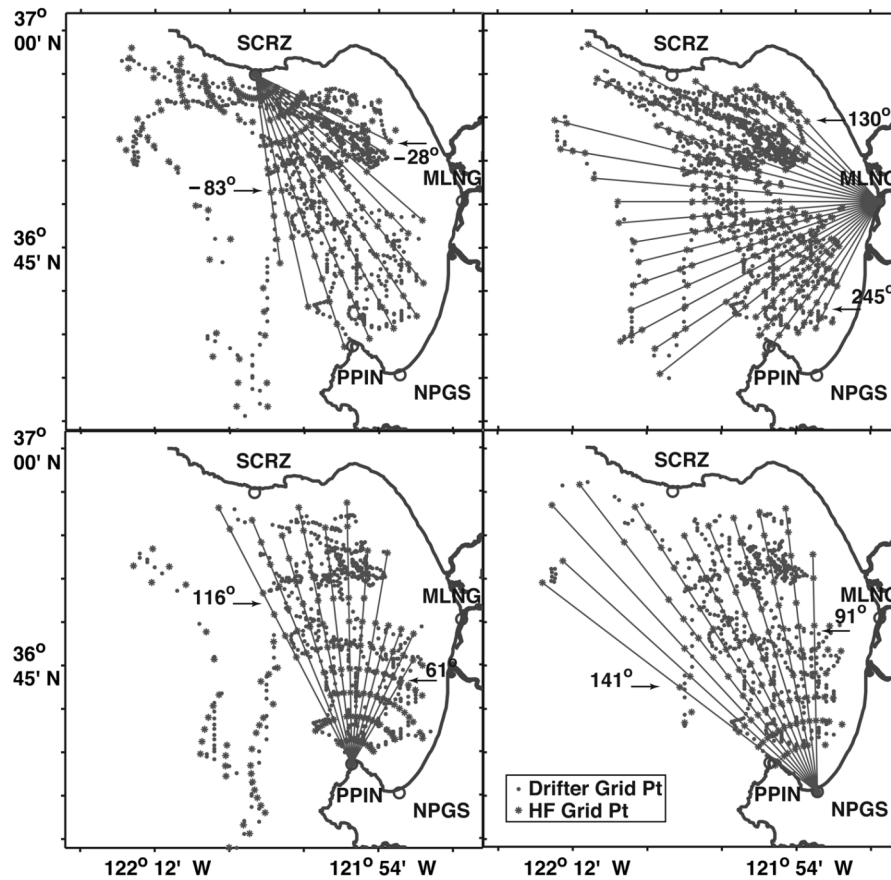 37°
00' N
SCRZ
−28°
−83°
MLNG
36°
45' N
PPIN
NPGS
SCRZ
130°
MLNG
245°
PPIN
NPGS
37°
00' N
SCRZ
116°
MLNG
36°
45' N
61°
PPIN
NPGS
122° 12' W
121° 54' W
SCRZ
MLNG
91°
141°
Drifter Grid Pt
HF Grid Pt
PPIN
NPGS
122° 12' W
121° 54' W